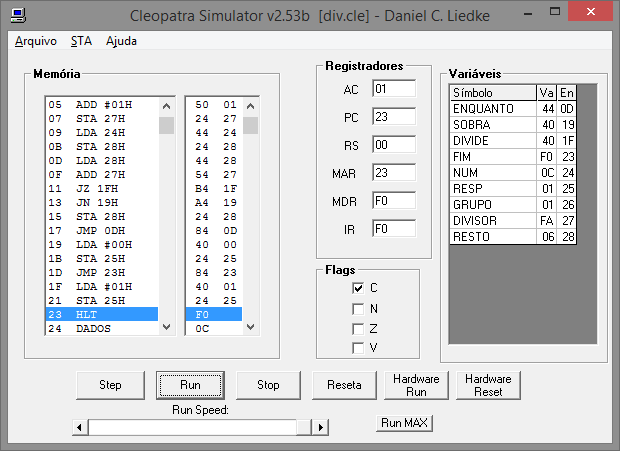 Cleopatra Simulator v2.53b  [div.cle] - Daniel C. Liedke
Arquivo STA Ajuda
Memória
05 ADD #01H 50 01
07 STA 27H 24 27
09 LDA 24H 44 24
0B STA 28H 24 28
0D LDA 28H 44 28
0F ADD 27H 54 27
11 JZ 1FH B4 1F
13 JN 19H A4 19
15 STA 28H 24 28
17 JMP 0DH 84 0D
19 LDA #00H 40 00
1B STA 25H 24 25
1D JMP 23H 84 23
1F LDA #01H 40 01
21 STA 25H 24 25
23 HLT F0
24 DADOS 0C
Registradores
AC 01
PC 23
RS 00
MAR 23
MDR F0
IR F0
Flags
C
N
Z
V
Variáveis
Símbolo Va En
ENQUANTO 44 0D
SOBRA 40 19
DIVIDE 40 1F
FIM F0 23
NUM 0C 24
RESP 01 25
GRUPO 01 26
DIVISOR FA 27
RESTO 06 28
Step
Run
Stop
Reseta
Hardware
Run
Hardware
Reset
Run Speed:
Run MAX